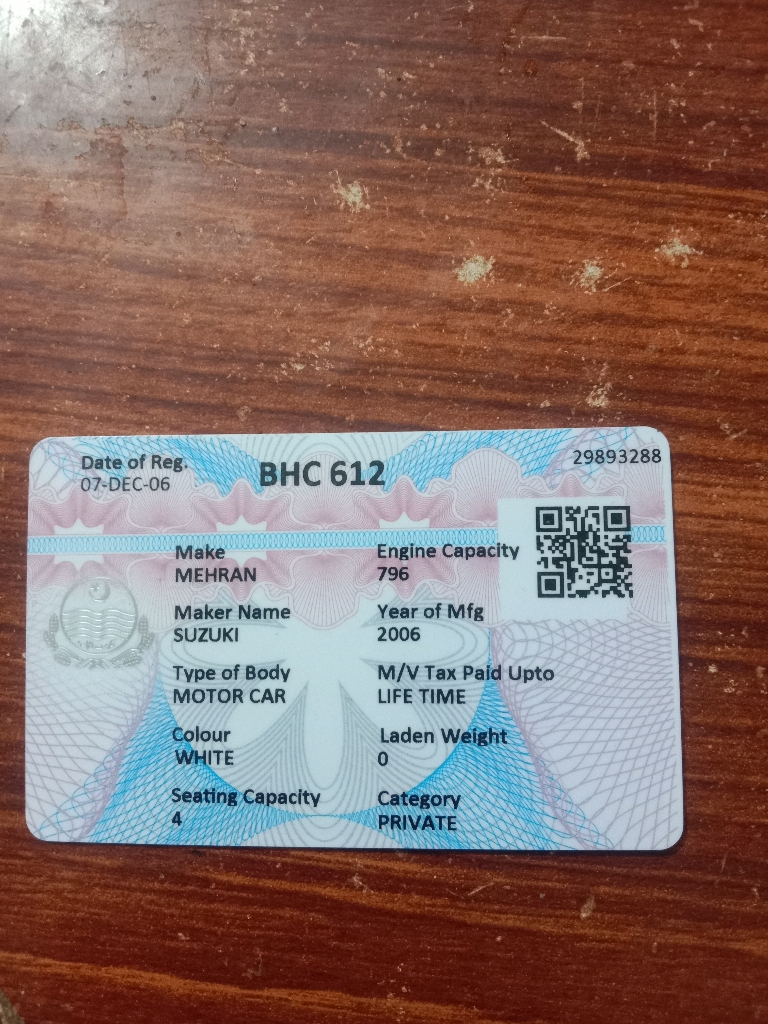 Date of Reg.
07-DEC-06
BHC 612
29893288
Make
MEHRAN
Engine Capacity
796
Maker Name
SUZUKI
Year of Mfg
2006
Type of Body
MOTOR CAR
M/V Tax Paid Upto
LIFE TIME
Colour
WHITE
Laden Weight
0
Seating Capacity
4
Category
PRIVATE